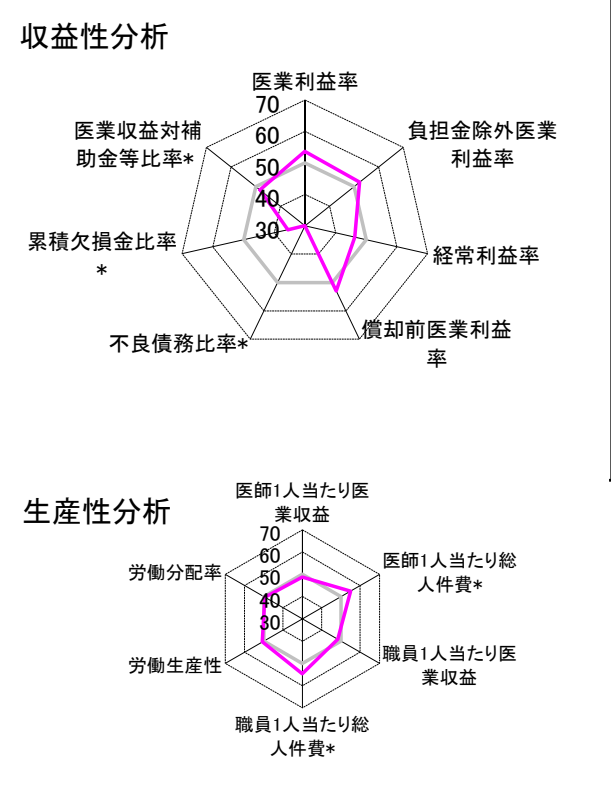 収益性分析
医業利益率
70
60
50
40
30
負担金除外医業
利益率
経常利益率
償却前医業利益
率
不良債務比率*
累積欠損金比率
*
医業収益対補
助金等比率*
生産性分析
医師1人当たり医
業収益
70
60
50
40
30
医師1人当たり総
人件費*
職員1人当たり医
業収益
職員1人当たり総
人件費*
労働生産性
労働分配率